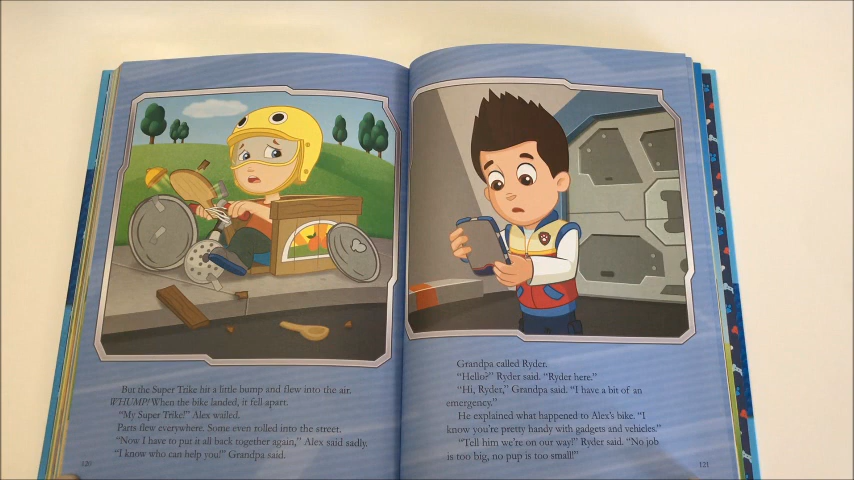 But the Super Trike hit a little bump and flew into the air.
WHUMP! When the bike landed, it fell apart.
“My Super Trike!” Alex wailed.
Parts flew everywhere. Some even rolled into the street.
“Now I have to put it all back together again,” Alex said sadly.
“I know who can help you!” Grandpa said.
120
Grandpa called Ryder.
“Hello?” Ryder said. “Ryder here.”
“Hi, Ryder,” Grandpa said. “I have a bit of an
emergency.”
He explained what happened to Alex’s bike. “I
know you’re pretty handy with gadgets and vehicles.”
“Tell him we’re on our way!” Ryder said. “No job
is too big, no pup is too small!”
121